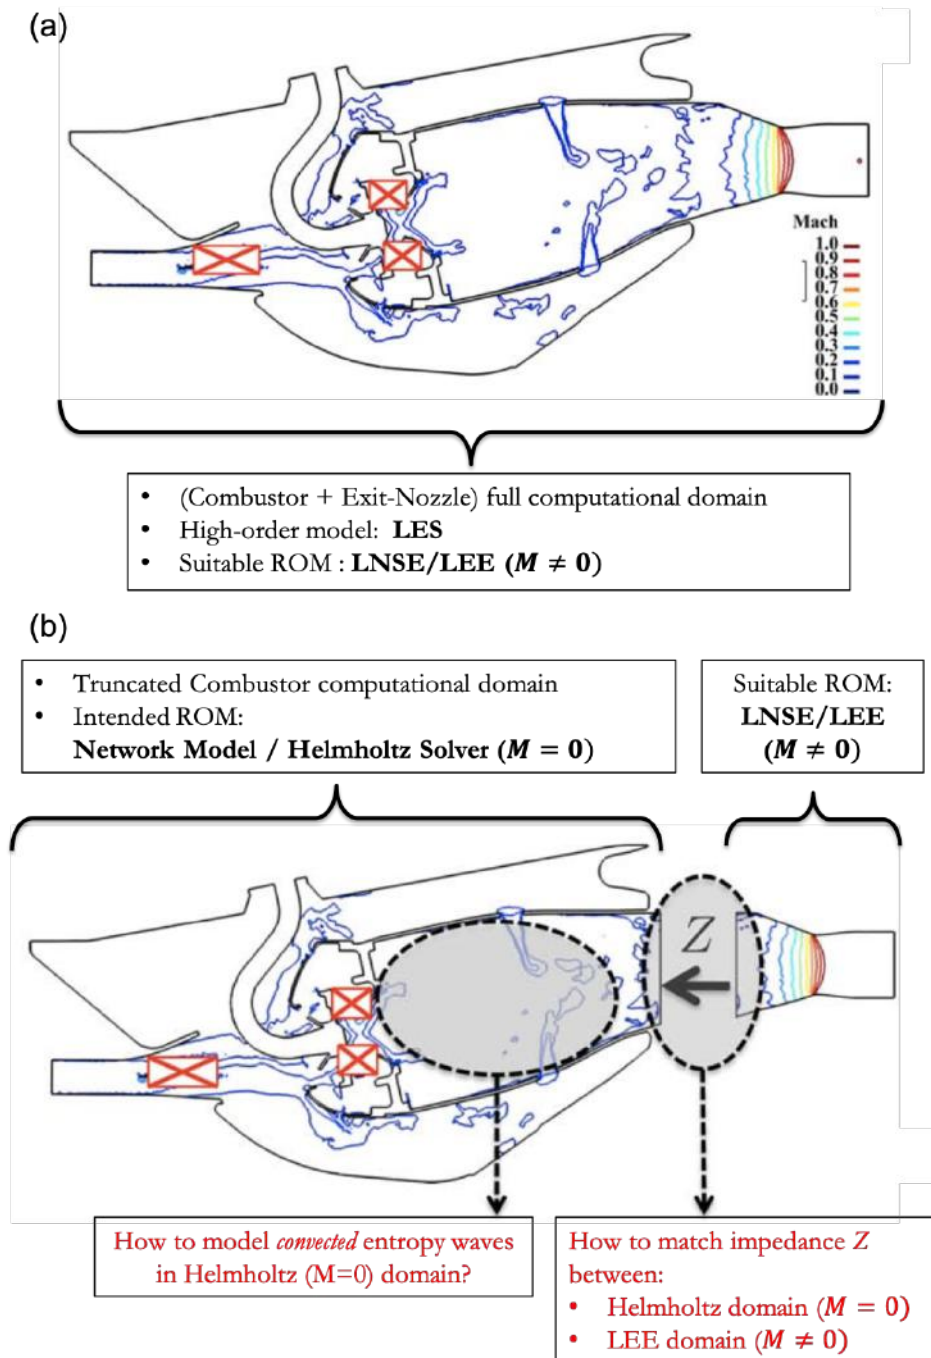 (a)
Mach
1.0
0.9
0.8
0.7
0.6
0.5
0.4
0.3
0.2
0.1
0.0
• (Combustor + Exit-Nozzle) full computational domain
• High-order model: LES
• Suitable ROM : LNSE/LEE (M ≠ 0)
(b)
• Truncated Combustor computational domain
• Intended ROM:
Network Model / Helmholtz Solver (M = 0)
Suitable ROM:
LNSE/LEE
(M ≠ 0)
Z
How to model convected entropy waves
in Helmholtz (M=0) domain?
How to match impedance Z
between:
• Helmholtz domain (M = 0)
• LEE domain (M ≠ 0)